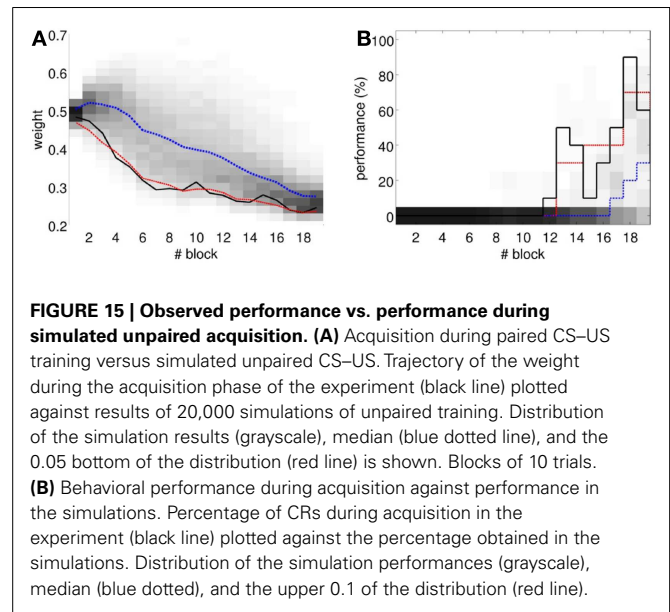 A
0.7
0.6
0.5
0.4
0.3
0.2
weight
2 4 6 8 10 12 14 16 18
# block
B
100
80
60
40
20
0
performance (%)
2 4 6 8 10 12 14 16 18
# block
FIGURE 15 | Observed performance vs. performance during
simulated unpaired acquisition. (A) Acquisition during paired CS–US
training versus simulated unpaired CS–US. Trajectory of the weight
during the acquisition phase of the experiment (black line) plotted
against results of 20,000 simulations of unpaired training. Distribution
of the simulation results (grayscale), median (blue dotted line), and the
0.05 bottom of the distribution (red line) is shown. Blocks of 10 trials.
(B) Behavioral performance during acquisition against performance in
the simulations. Percentage of CRs during acquisition in the
experiment (black line) plotted against the percentage obtained in the
simulations. Distribution of the simulation performances (grayscale),
median (blue dotted), and the upper 0.1 of the distribution (red line).